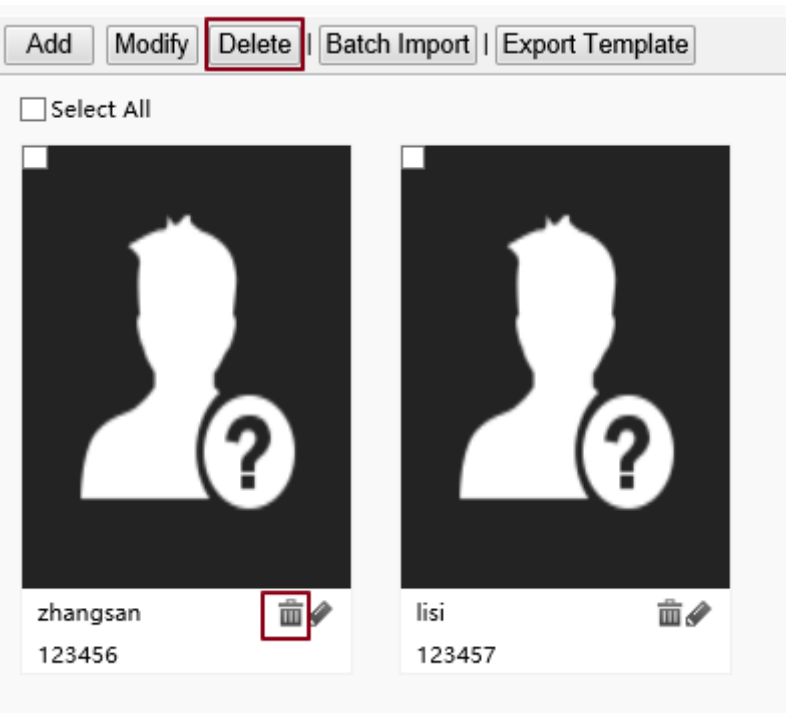 Add Modify Delete | Batch Import | Export Template
Select All
?
?
zhangsan
lisi
123456
123457